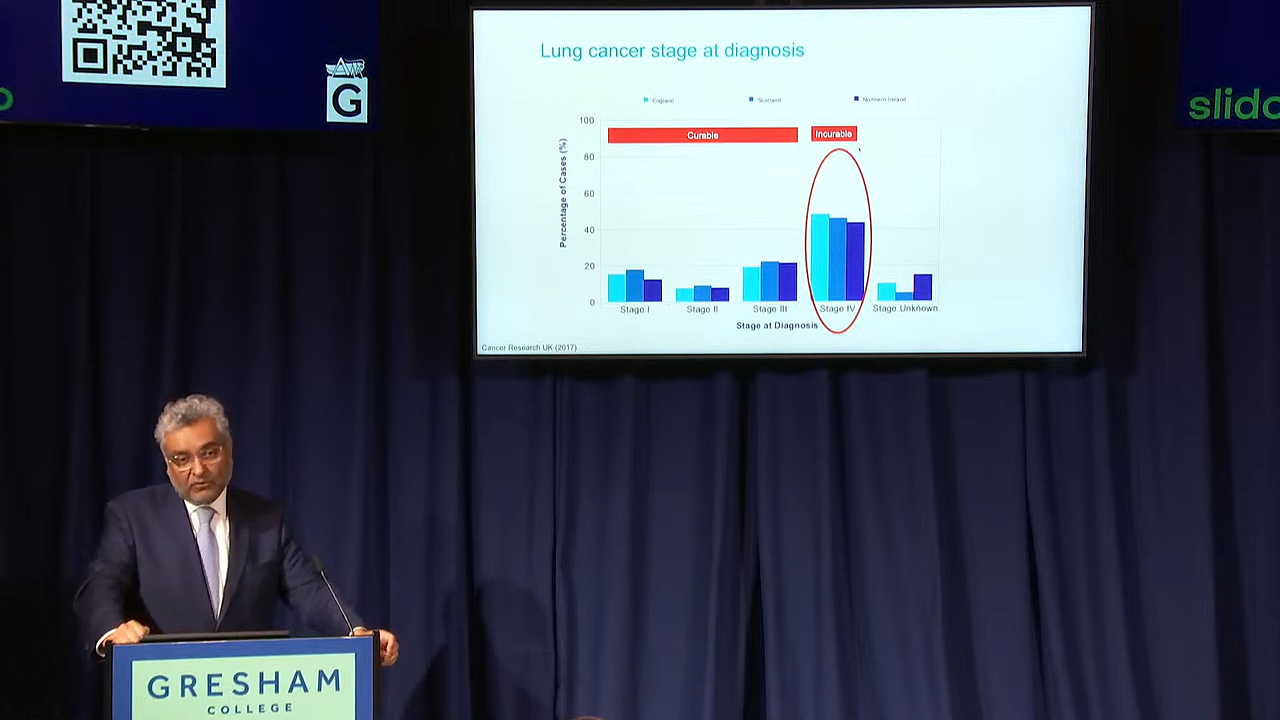 o
G
slido
Lung cancer stage at diagnosis
England
Scotland
Northern Ireland
100
80
60
40
20
0
Percentage of Cases (%)
Curable
Incurable
Stage I
Stage II
Stage III
Stage IV
Stage Unknown
Stage at Diagnosis
Cancer Research UK (2017)
GRESHAM
COLLEGE